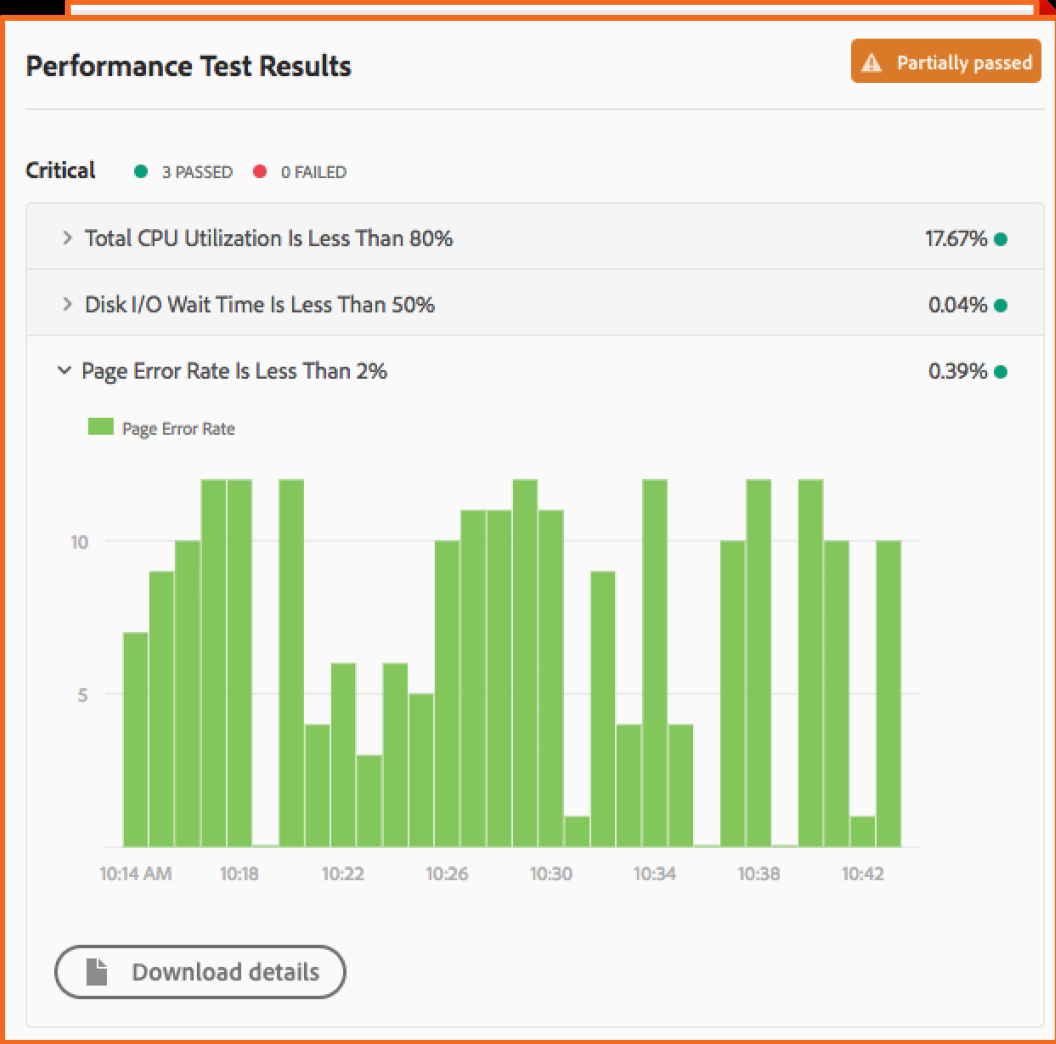 Performance Test Results
Partially passed
Critical 3 PASSED 0 FAILED
Total CPU Utilization Is Less Than 80% 17.67%
Disk I/O Wait Time Is Less Than 50% 0.04%
Page Error Rate Is Less Than 2% 0.39%
Page Error Rate
10
5
10:14 AM 10:18 10:22 10:26 10:30 10:34 10:38 10:42
Download details